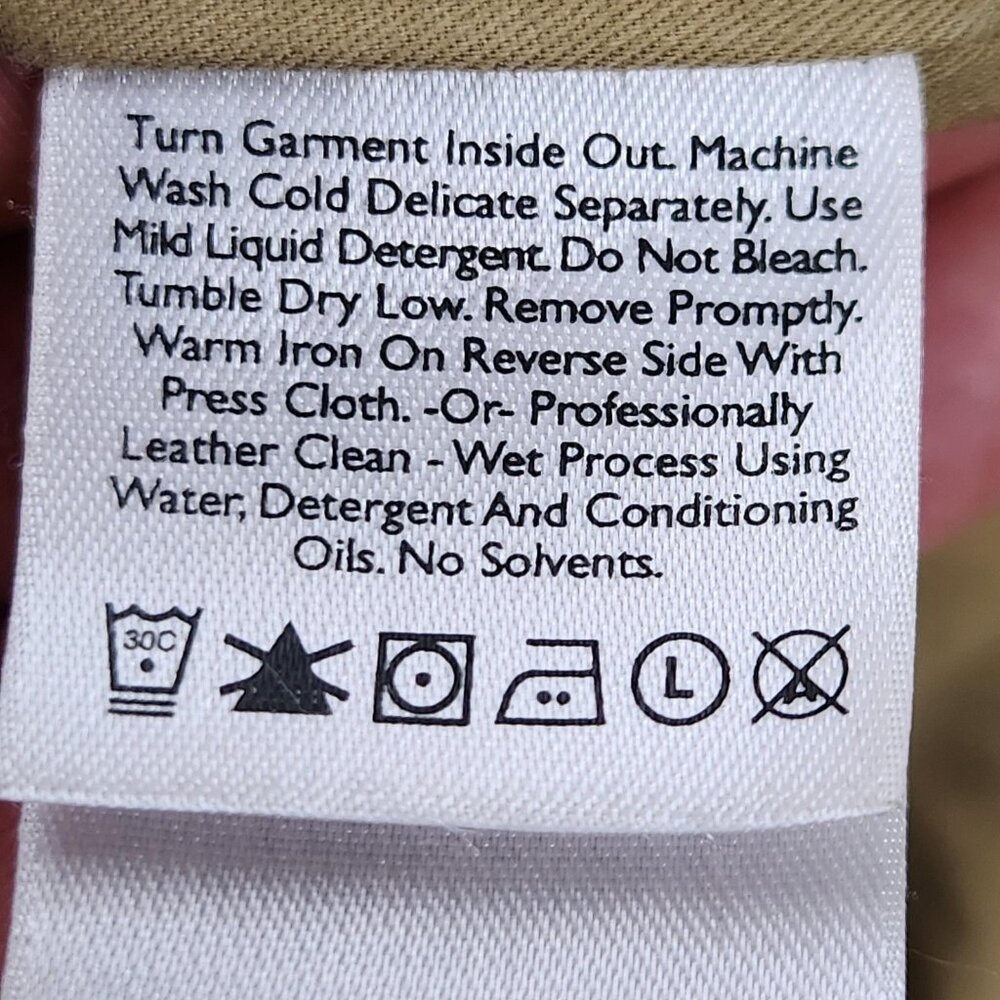 Turn Garment Inside Out. Machine
Wash Cold Delicate Separately. Use
Mild Liquid Detergent. Do Not Bleach.
Tumble Dry Low. Remove Promptly.
Warm Iron On Reverse Side With
Press Cloth. -Or- Professionally
Leather Clean - Wet Process Using
Water, Detergent And Conditioning
Oils. No Solvents.
30C L A